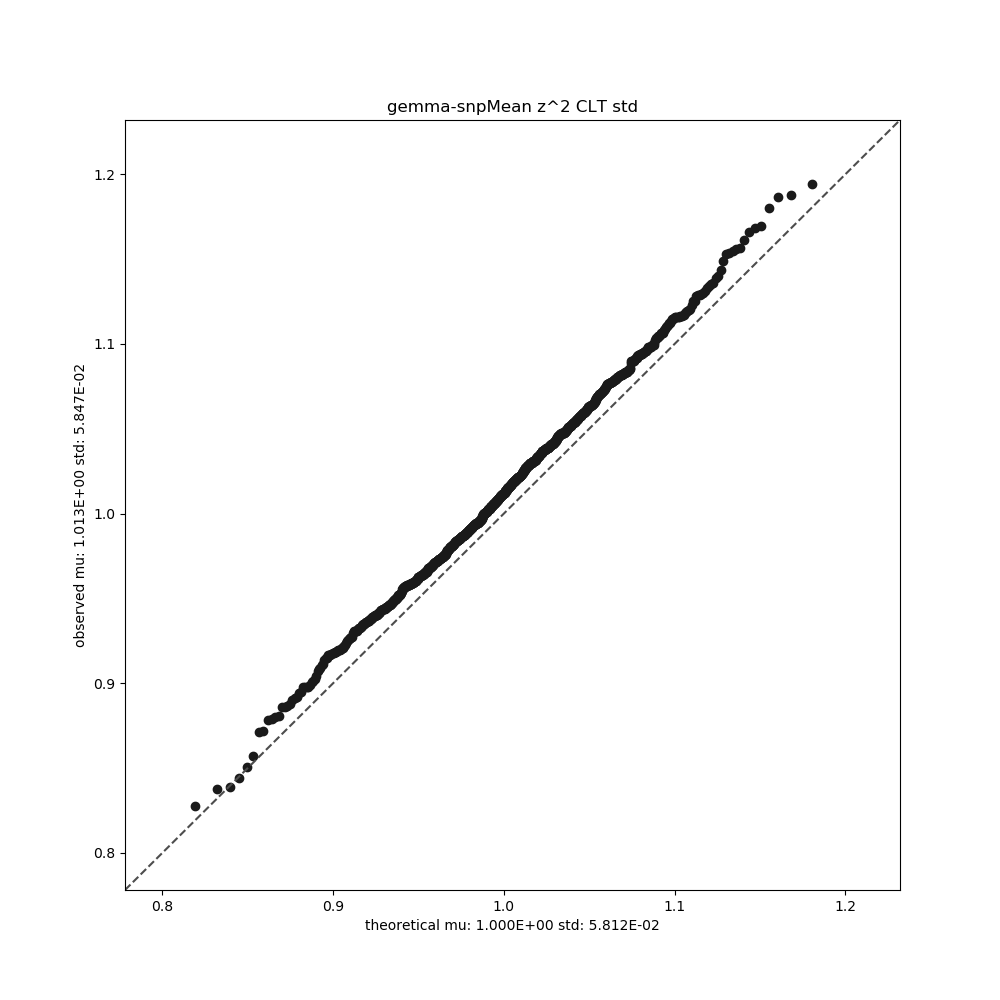 gemma-snpMean z^2 CLT std
1.2
1.1
1.0
0.9
0.8
observed mu: 1.013E+00 std: 5.847E-02
0.8 0.9 1.0 1.1 1.2
theoretical mu: 1.000E+00 std: 5.812E-02